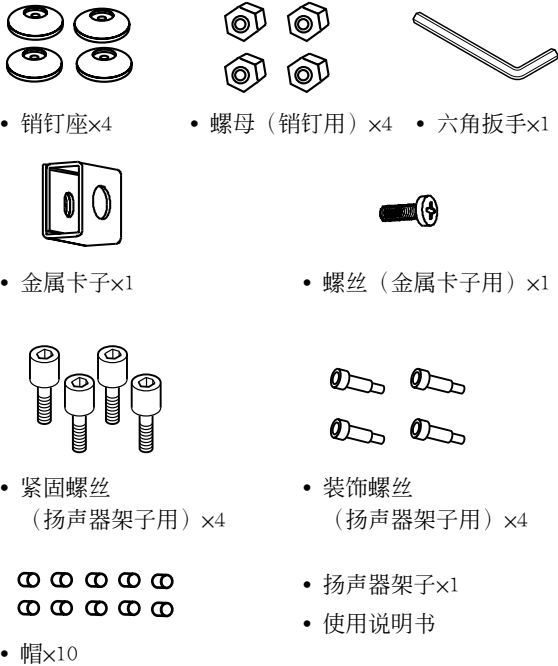 • 销钉座×4
• 螺母（销钉用）×4
• 六角扳手×1
• 金属卡子×1
• 螺丝（金属卡子用）×1
• 紧固螺丝
（扬声器架子用）×4
• 装饰螺丝
（扬声器架子用）×4
• 帽×10
• 扬声器架子×1
• 使用说明书